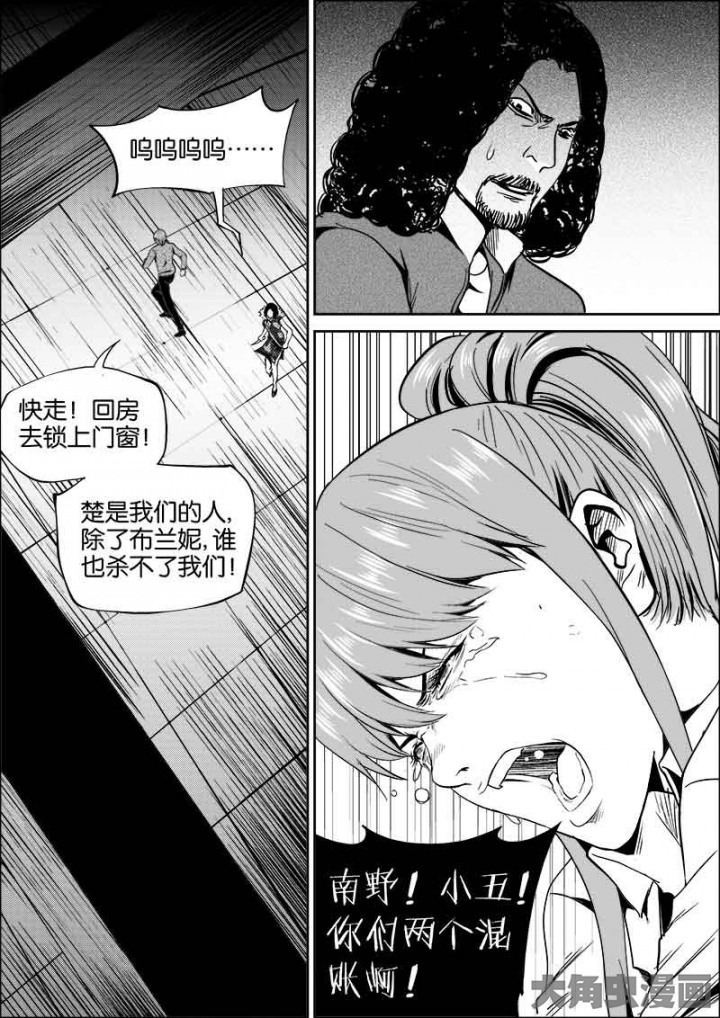 呜呜呜呜……
快走！回房
去锁上门窗！
楚是我们的人，
除了布兰妮，谁
也杀不了我们！
南野！小丑！
你们两个混
账啊！
大角虫漫画